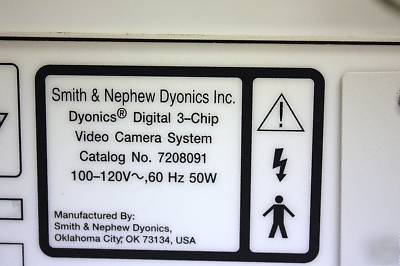 Smith & Nephew Dyonics Inc.
Dyonics® Digital 3-Chip
Video Camera System
Catalog No. 7208091
100-120V~,60 Hz 50W
Manufactured By:
Smith & Nephew Dyonics,
Oklahoma City, OK 73134, USA